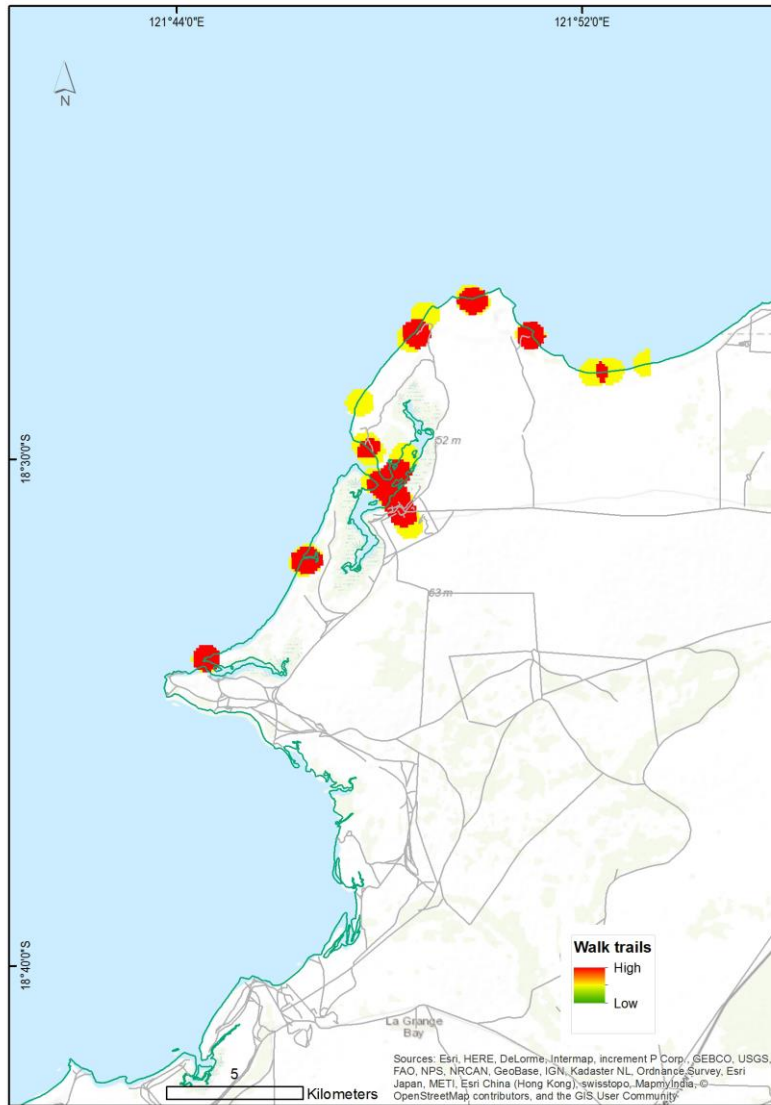 121°44'0"E
121°52'0"E
N
18°30'0"S
52 m
63 m
18°40'0"S
Walk trails
High
Low
La Grange
Bay
5
Kilometers
Sources: Esri, HERE, DeLorme, Intermap, increment P Corp., GEBCO, USGS,
FAO, NPS, NRCAN, GeoBase, IGN, Kadaster NL, Ordnance Survey, Esri
Japan, METI, Esri China (Hong Kong), swisstopo, MapmyIndia, ©
OpenStreetMap contributors, and the GIS User Community